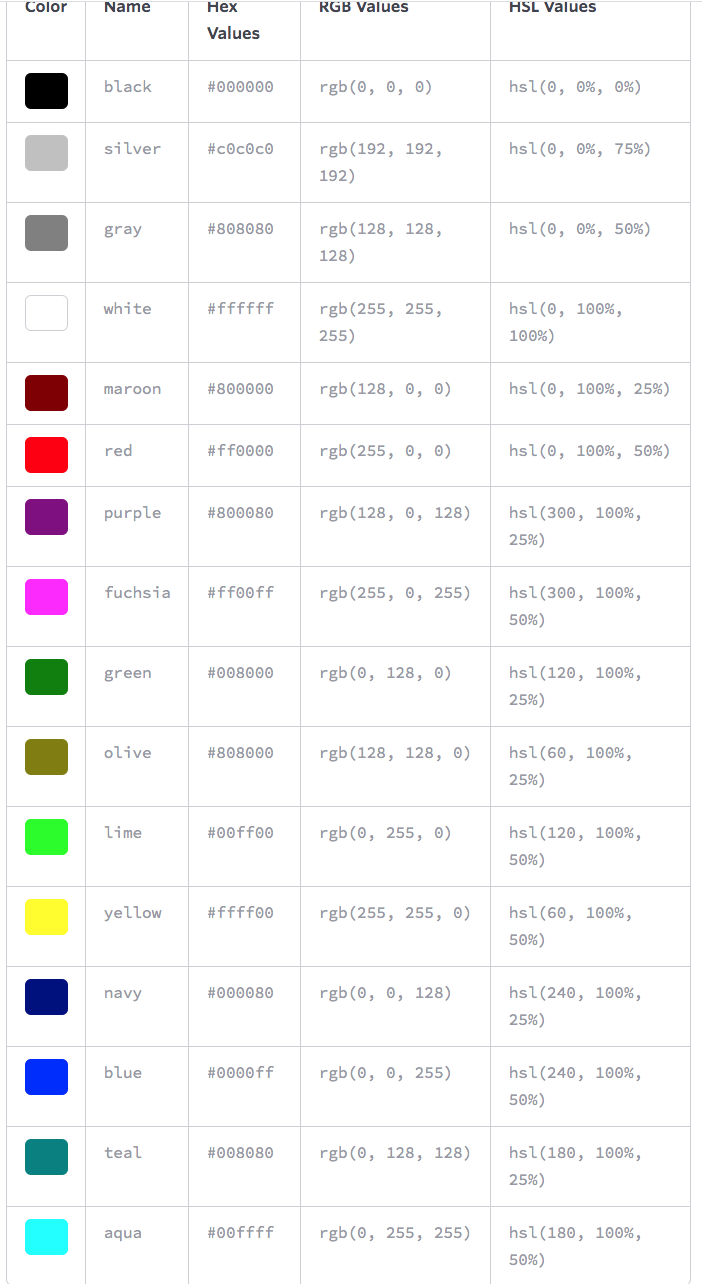 Color Name Hex RGB Values HSL Values
Values
black #000000 rgb(0, 0, 0) hsl(0, 0%, 0%)
silver #c0c0c0 rgb(192, 192, hsl(0, 0%, 75%)
192)
gray #808080 rgb(128, 128, hsl(0, 0%, 50%)
128)
white #ffffff rgb(255, 255, hsl(0, 100%,
255) 100%)
maroon #800000 rgb(128, 0, 0) hsl(0, 100%, 25%)
red #ff0000 rgb(255, 0, 0) hsl(0, 100%, 50%)
purple #800080 rgb(128, 0, 128) hsl(300, 100%,
25%)
fuchsia #ff00ff rgb(255, 0, 255) hsl(300, 100%,
50%)
green #008000 rgb(0, 128, 0) hsl(120, 100%,
25%)
olive #808000 rgb(128, 128, 0) hsl(60, 100%,
25%)
lime #00ff00 rgb(0, 255, 0) hsl(120, 100%,
50%)
yellow #ffff00 rgb(255, 255, 0) hsl(60, 100%,
50%)
navy #000080 rgb(0, 0, 128) hsl(240, 100%,
25%)
blue #0000ff rgb(0, 0, 255) hsl(240, 100%,
50%)
teal #008080 rgb(0, 128, 128) hsl(180, 100%,
25%)
aqua #00ffff rgb(0, 255, 255) hsl(180, 100%,
50%)